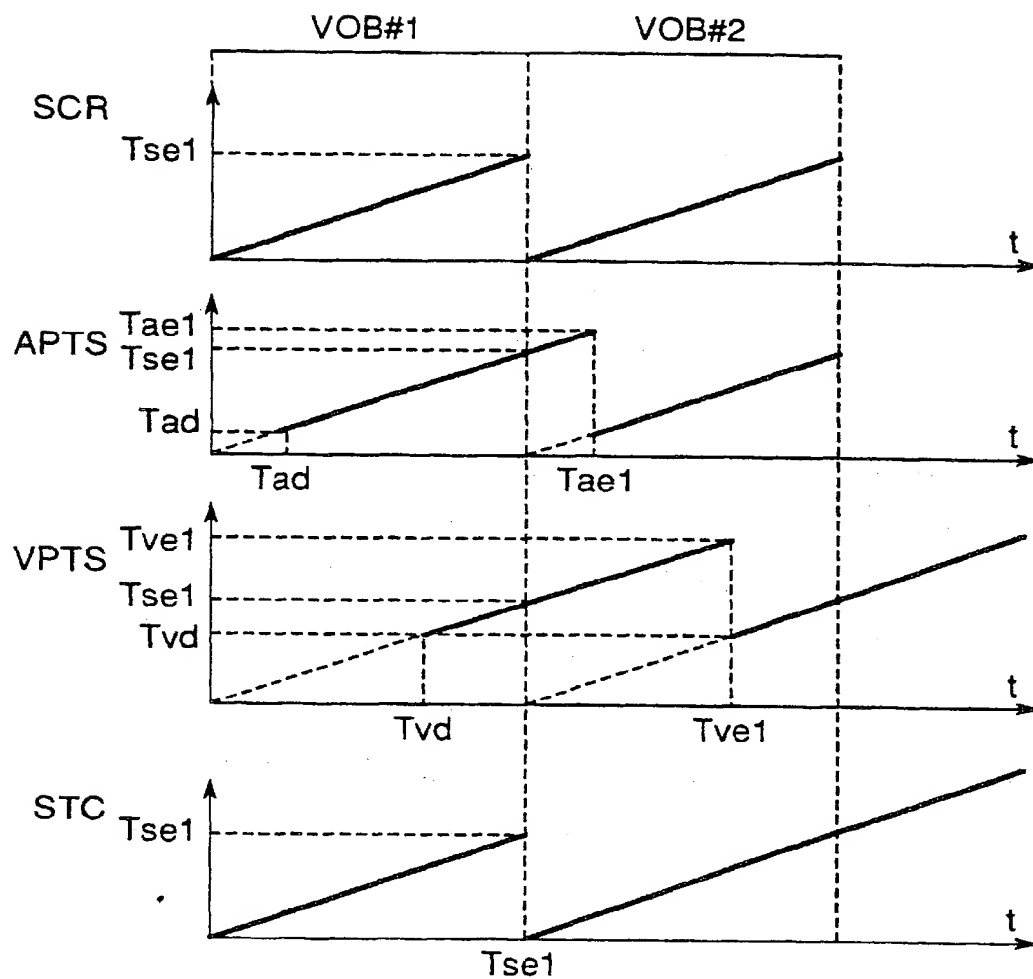 VOB#1 VOB#2
SCR
Tse1
t
Tae1
APTS
Tse1
Tad
t
Tad Tae1
Tve1
VPTS
Tse1
Tvd
t
Tvd Tve1
STC
Tse1
t
Tse1